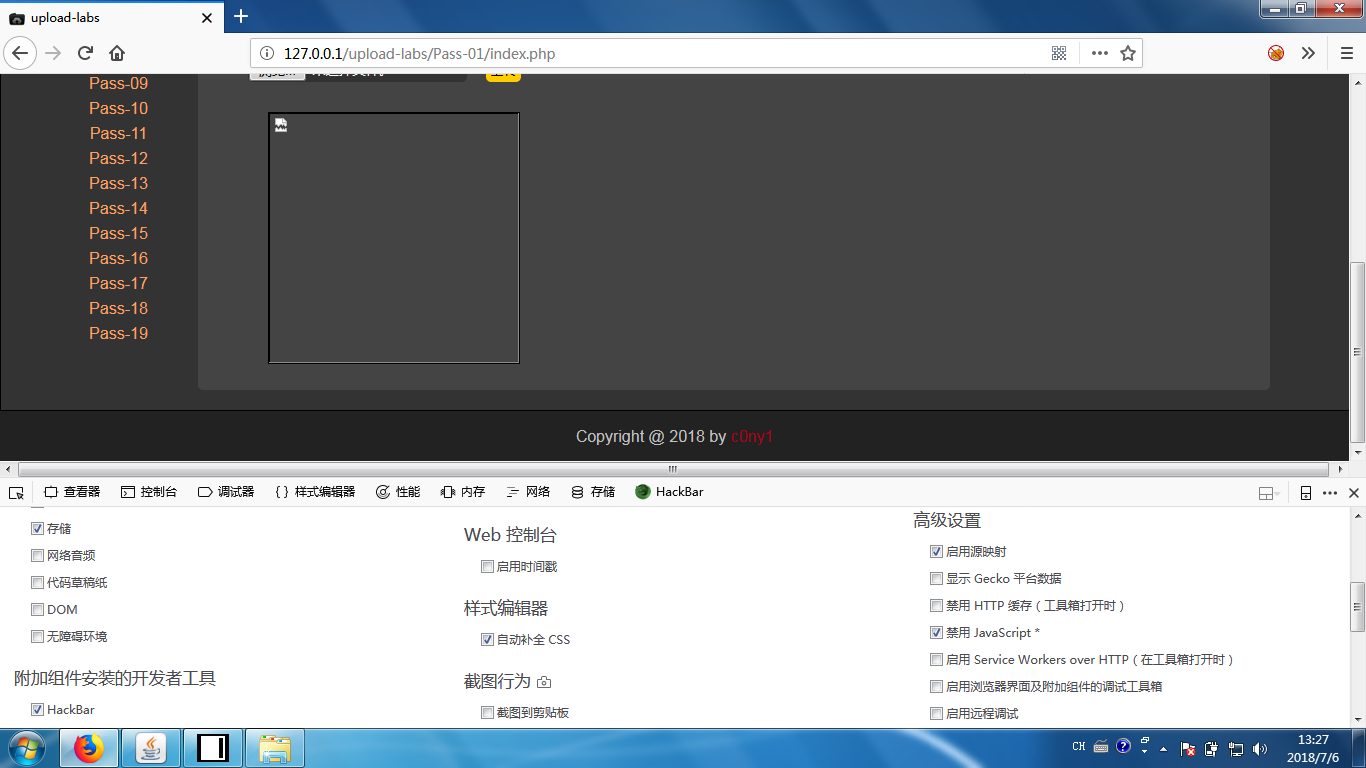 upload-labs
127.0.0.1/upload-labs/Pass-01/index.php
Pass-09
Pass-10
Pass-11
Pass-12
Pass-13
Pass-14
Pass-15
Pass-16
Pass-17
Pass-18
Pass-19
Copyright @ 2018 by c0ny1
查看器
控制台
调试器
样式编辑器
性能
内存
网络
存储
HackBar
存储
网络音频
代码草稿纸
DOM
无障碍环境
附加组件安装的开发者工具
HackBar
Web 控制台
启用时间戳
样式编辑器
自动补全 CSS
截图行为
截图到剪贴板
高级设置
启用源映射
显示 Gecko 平台数据
禁用 HTTP 缓存（工具箱打开时）
禁用 JavaScript *
启用 Service Workers over HTTP（在工具箱打开时）
启用浏览器界面及附加组件的调试工具箱
启用远程调试
CH
13:27
2018/7/6